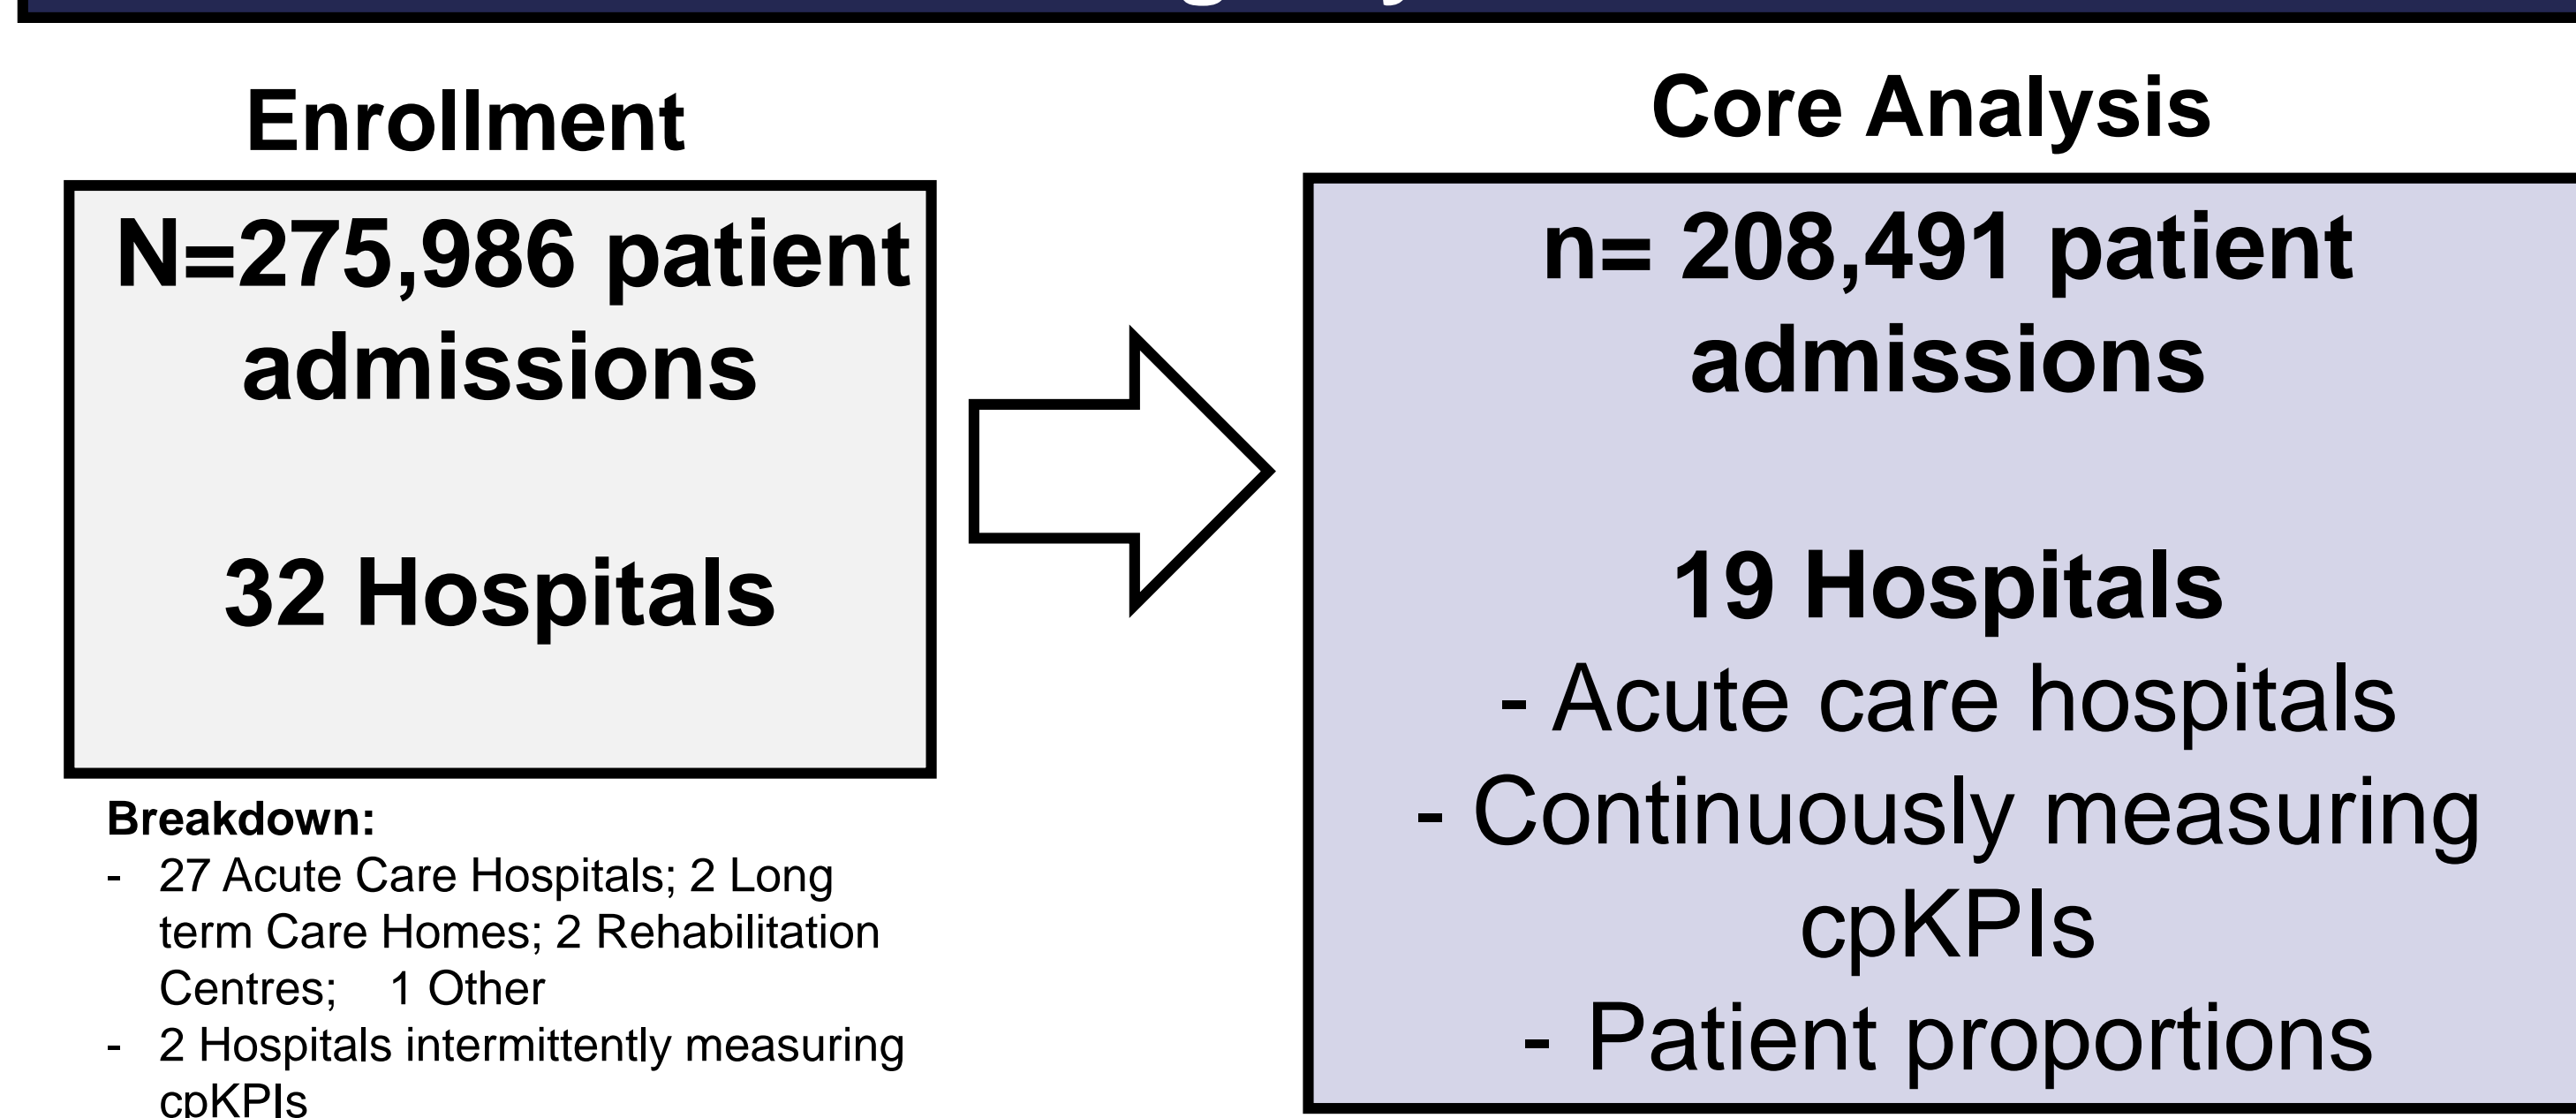 Enrollment
N=275,986 patient
admissions
32 Hospitals
Breakdown:
- 27 Acute Care Hospitals; 2 Long
term Care Homes; 2 Rehabilitation
Centres; 1 Other
- 2 Hospitals intermittently measuring
cpKPIs
Core Analysis
n= 208,491 patient
admissions
19 Hospitals
- Acute care hospitals
- Continuously measuring
cpKPIs
- Patient proportions